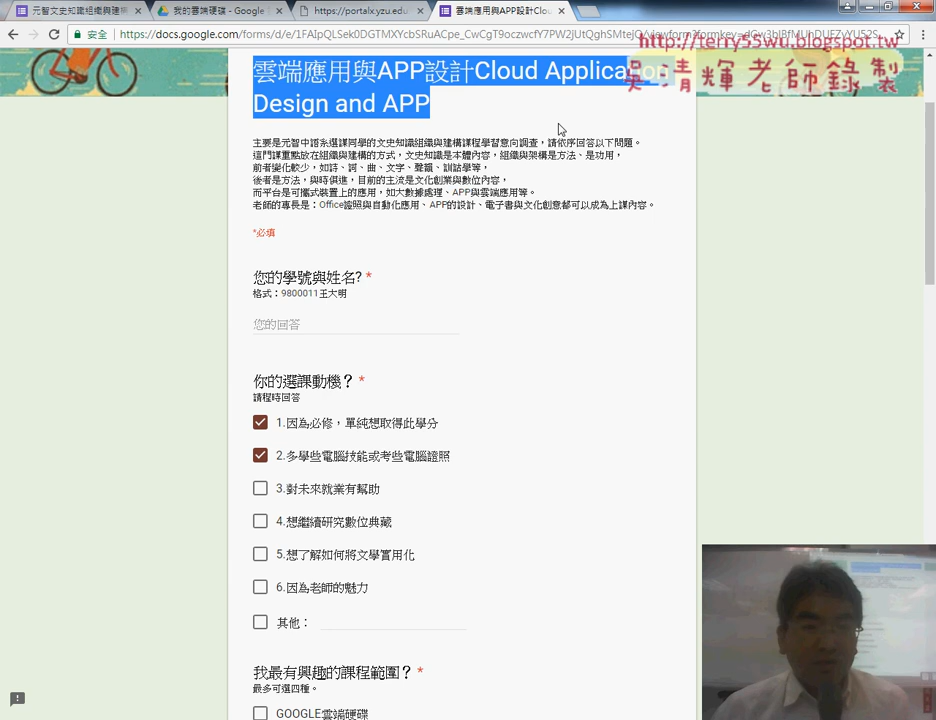 元智文史知識組織與建構
我的雲端硬碟 - Google
https://portalx.yzu.edu
雲端應用與APP設計Clou
安全
https://docs.google.com/forms/d/e/1FAIpQLSek0DGTMXYcbSRuACpe_CwCgT9oczwcfY7PW2jUtQghSMteJ
http://terry55wu.blogspot.tw
吳清輝老師錄製
雲端應用與APP設計Cloud Application
Design and APP
主要是元智中語系選課同學的文史知識組織與建構課程學習意向調查，請依序回答以下問題。
這門課重點放在組織與建構的方式，文史知識是本體內容，組織與架構是方法、是功用，
前者變化較少，如詩、詞、曲、文字、聲韻、訓詁學等，
後者是方法，與時俱進，目前的主流是文化創業與數位內容，
而平台是可攜式裝置上的應用，如大數據處理、APP與雲端應用等。
老師的專長是：Office證照與自動化應用、APP的設計、電子書與文化創意都可以成為上課內容。
*必填
您的學號與姓名? *
格式：9800011王大明
您的回答
你的選課動機？ *
請程時回答
1.因為必修，單純想取得此學分
2.多學些電腦技能或考些電腦證照
3.對未來就業有幫助
4.想繼續研究數位典藏
5.想了解如何將文學實用化
6.因為老師的魅力
其他：
我最有興趣的課程範圍？ *
最多可選四種。
GOOGLE雲端硬碟